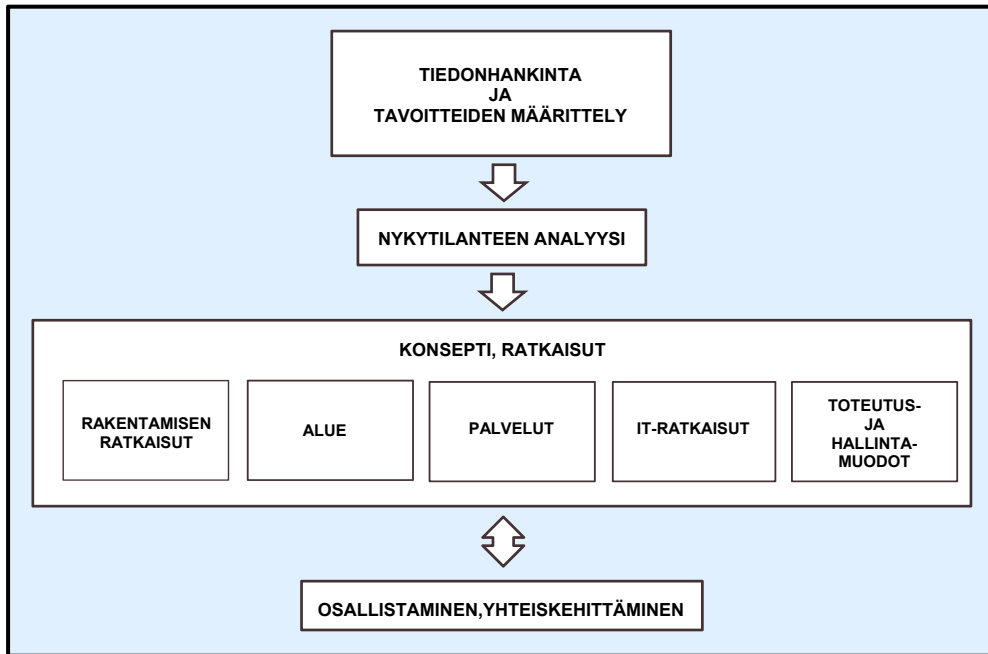 TIEDONHANKINTA
JA
TAVOITTEIDEN MÄÄRITTELY
NYKYTILANTEEN ANALYYSI
KONSEPTI, RATKAISUT
RAKENTAMISEN
RATKAISUT
ALUE
PALVELUT
IT-RATKAISUT
TOTEUTUS-
JA
HALLINTA-
MUODOT
OSALLISTAMINEN,YHTEISKEHITTÄMINEN